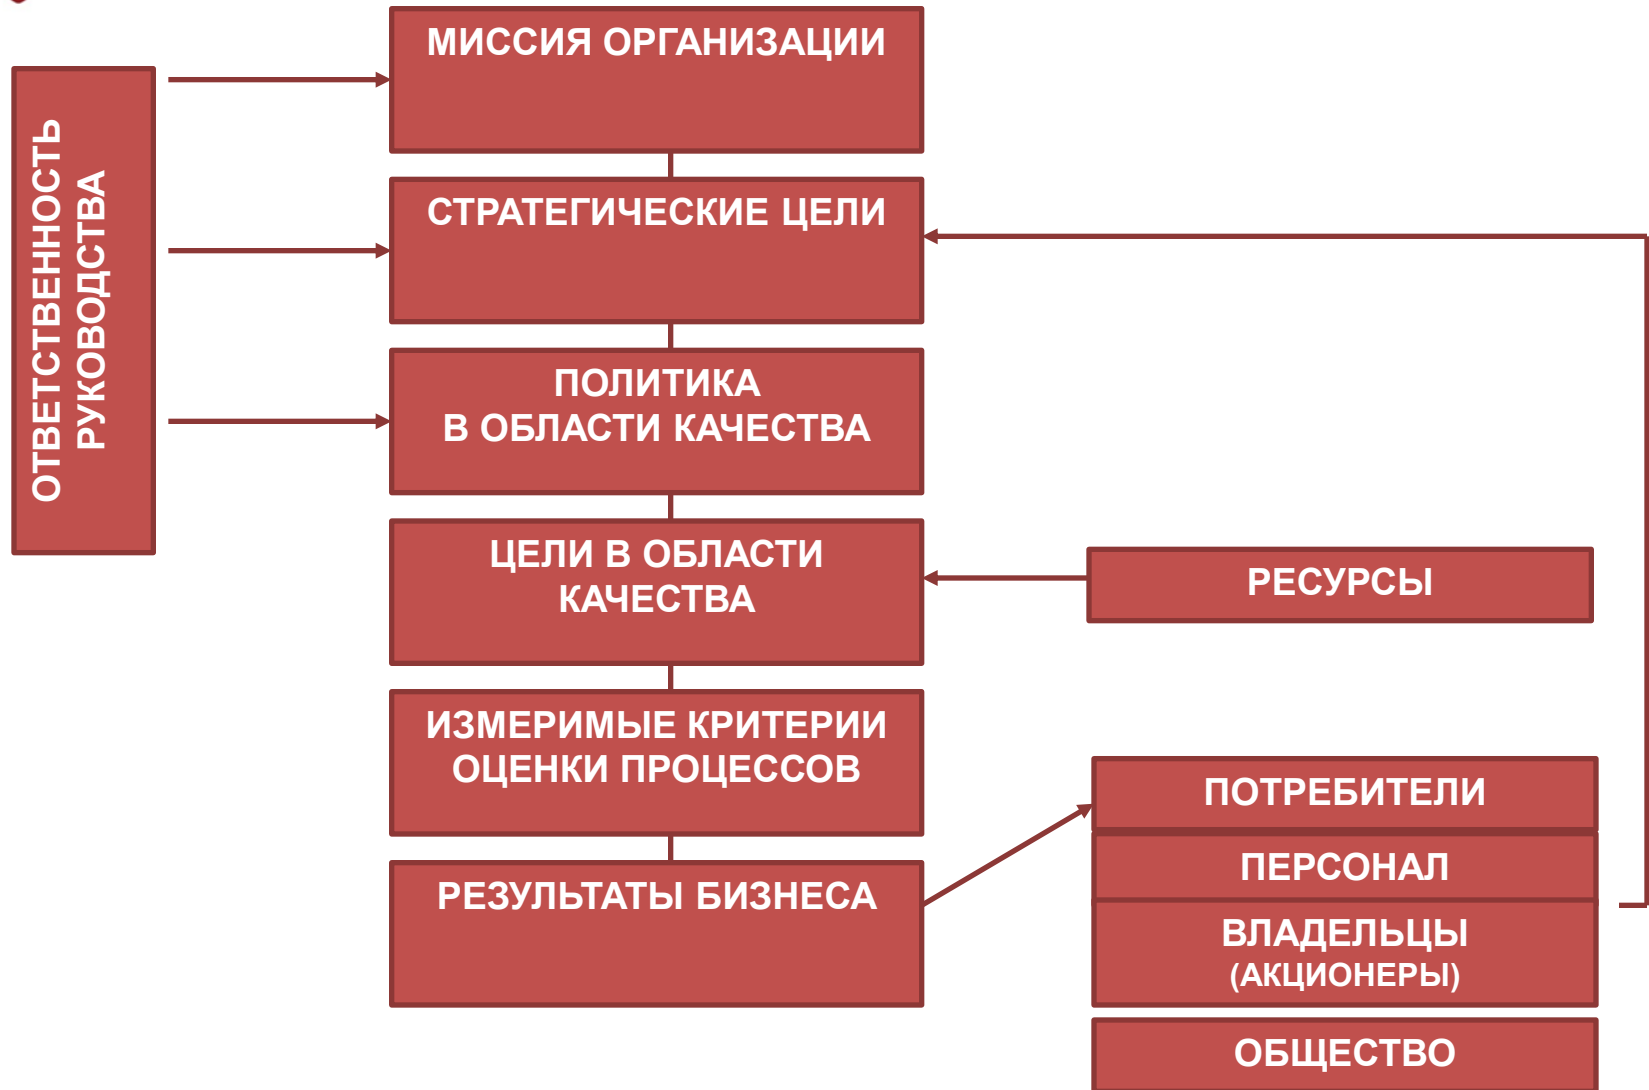 ОТВЕТСТВЕННОСТЬ
РУКОВОДСТВА
МИССИЯ ОРГАНИЗАЦИИ
СТРАТЕГИЧЕСКИЕ ЦЕЛИ
ПОЛИТИКА
В ОБЛАСТИ КАЧЕСТВА
ЦЕЛИ В ОБЛАСТИ
КАЧЕСТВА
РЕСУРСЫ
ИЗМЕРИМЫЕ КРИТЕРИИ
ОЦЕНКИ ПРОЦЕССОВ
РЕЗУЛЬТАТЫ БИЗНЕСА
ПОТРЕБИТЕЛИ
ПЕРСОНАЛ
ВЛАДЕЛЬЦЫ
(АКЦИОНЕРЫ)
ОБЩЕСТВО